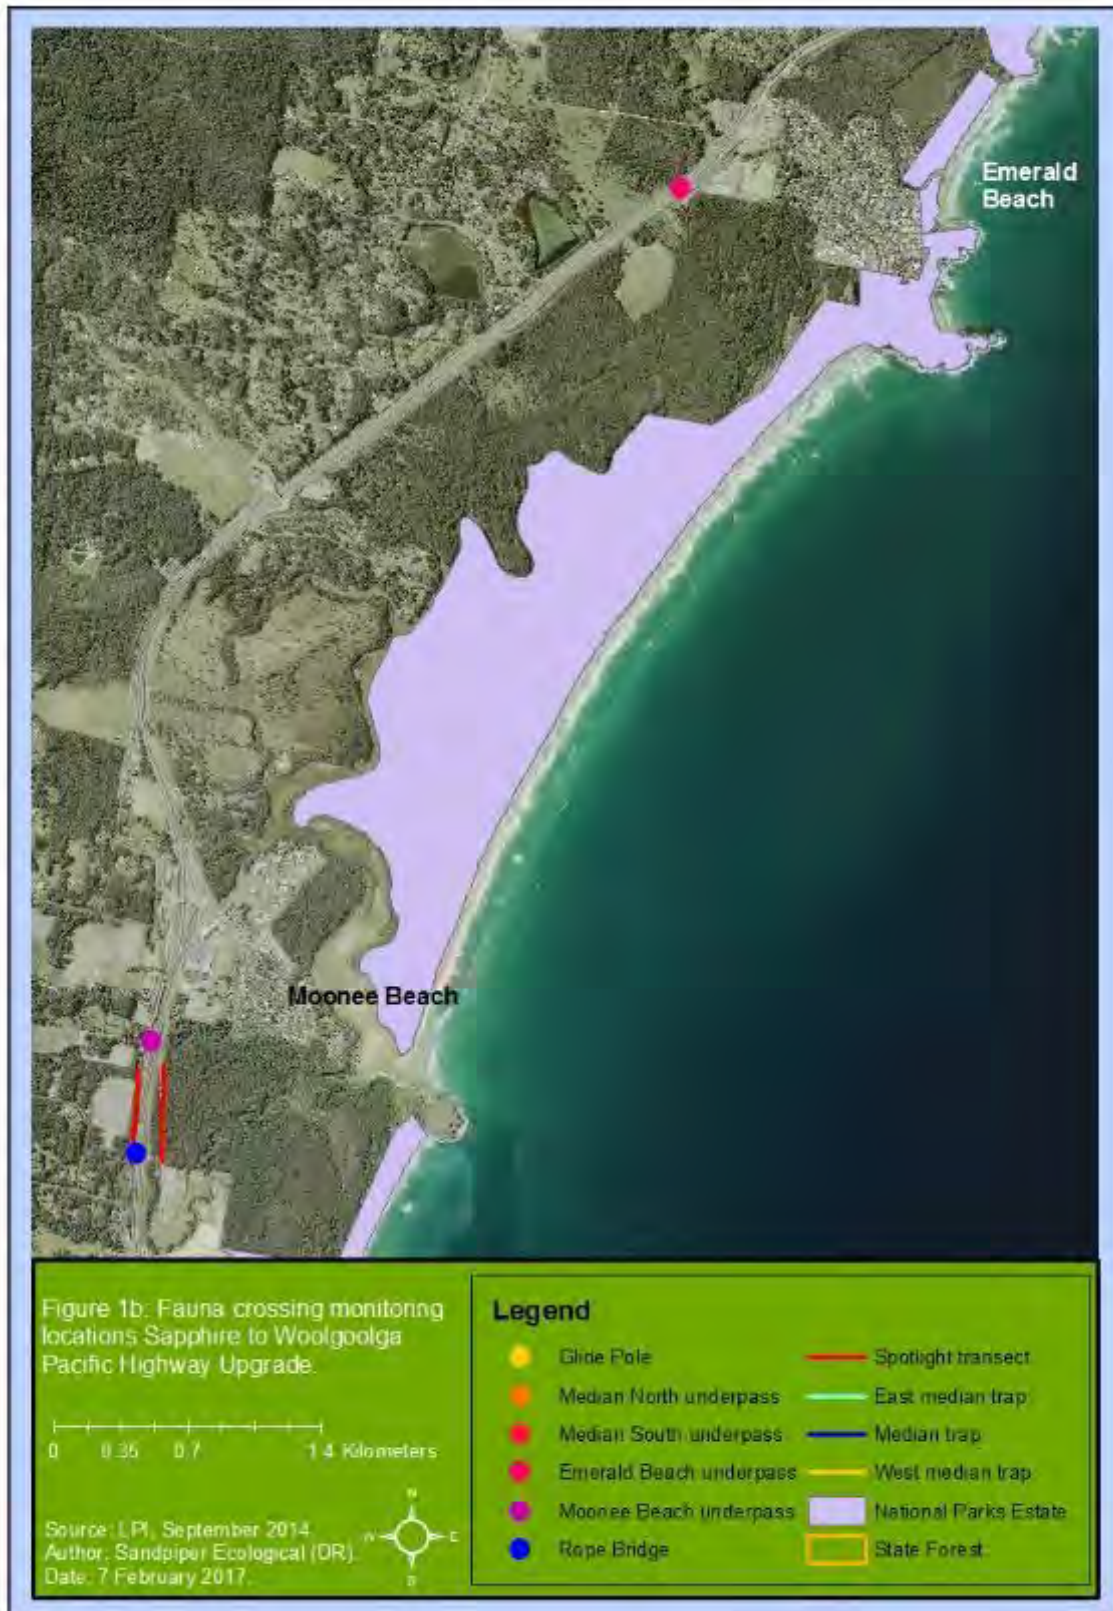 Emerald
Beach
Moonee Beach
Figure 1b: Fauna crossing monitoring
locations Sapphire to Woolgoolga
Pacific Highway Upgrade.
0 0.35 0.7 1.4 Kilometers
Source: LPI, September 2014.
Author: Sandpiper Ecological (DR).
Date: 7 February 2017.
N
W E
S
Legend
Glide Pole
Median North underpass
Median South underpass
Emerald Beach underpass
Moonee Beach underpass
Rope Bridge
Spotlight transect
East median trap
Median trap
West median trap
National Parks Estate
State Forest